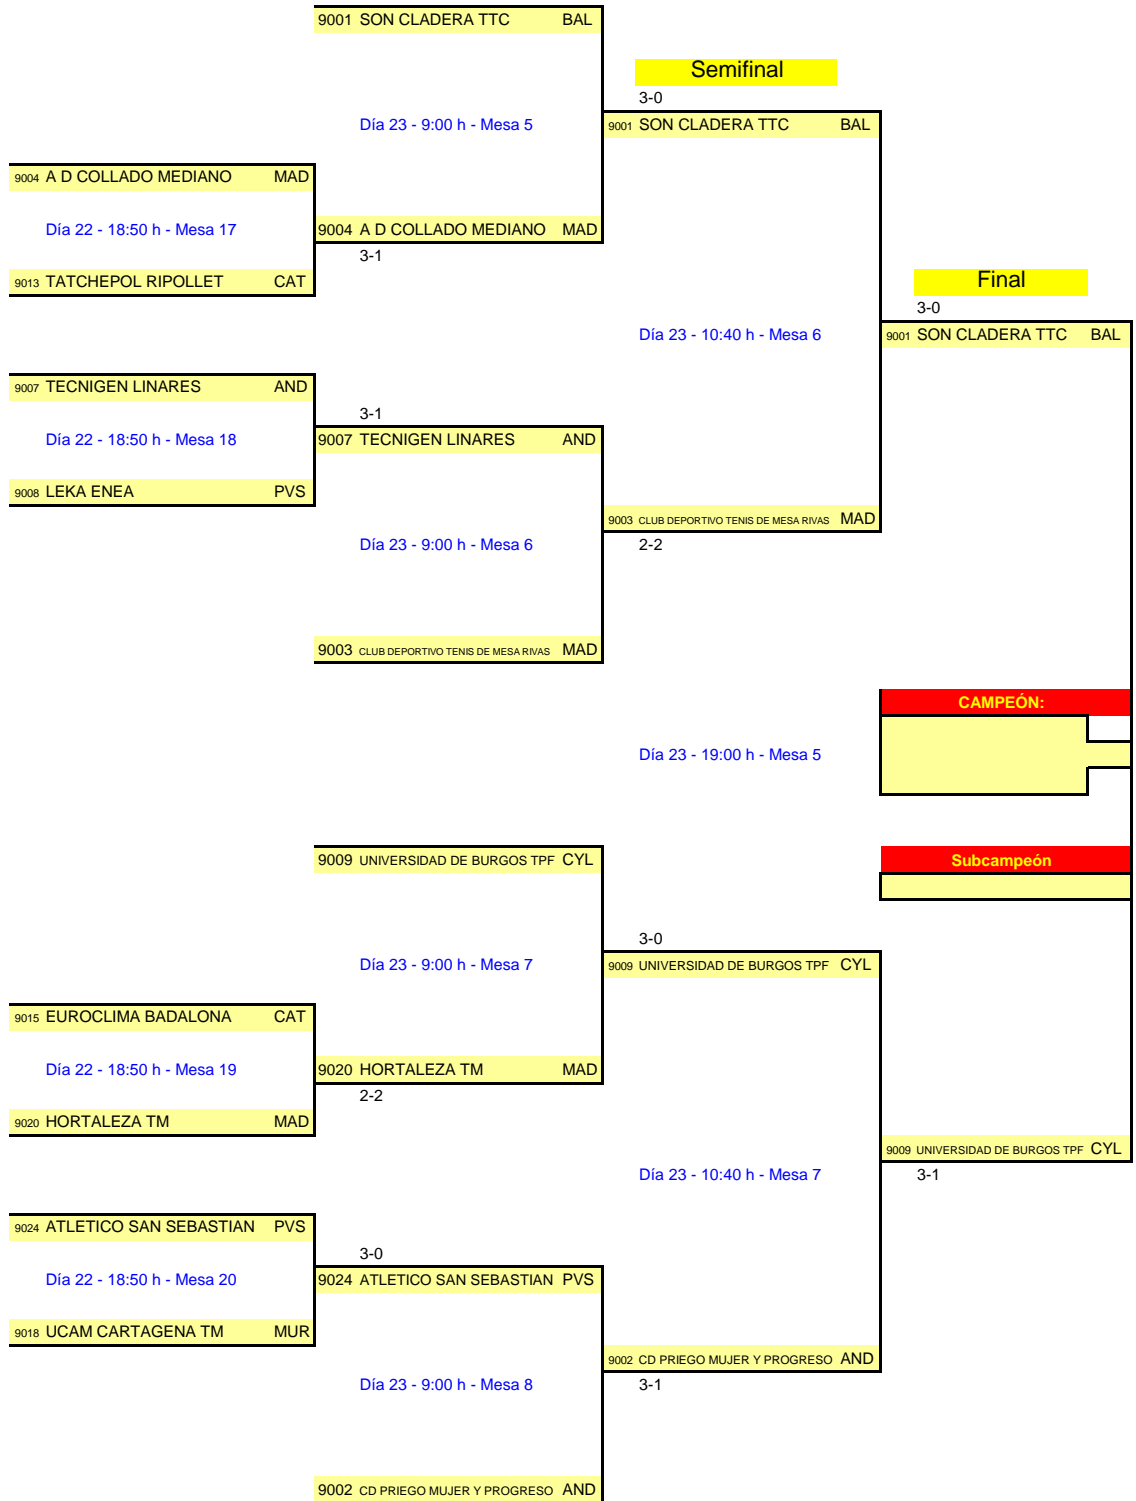 9001 SON CLADERA TTC BAL
Semifinal
3-0
Día 23 - 9:00 h - Mesa 5
9001 SON CLADERA TTC BAL
9004 A D COLLADO MEDIANO MAD
Día 22 - 18:50 h - Mesa 17
9004 A D COLLADO MEDIANO MAD
3-1
9013 TATCHEPOL RIPOLLET CAT
Final
3-0
Día 23 - 10:40 h - Mesa 6
9001 SON CLADERA TTC BAL
9007 TECNIGEN LINARES AND
3-1
Día 22 - 18:50 h - Mesa 18
9007 TECNIGEN LINARES AND
9008 LEKA ENEA PVS
9003 CLUB DEPORTIVO TENIS DE MESA RIVAS MAD
Día 23 - 9:00 h - Mesa 6
2-2
9003 CLUB DEPORTIVO TENIS DE MESA RIVAS MAD
CAMPEÓN:
Día 23 - 19:00 h - Mesa 5
9009 UNIVERSIDAD DE BURGOS TPF CYL
Subcampeón
3-0
Día 23 - 9:00 h - Mesa 7
9009 UNIVERSIDAD DE BURGOS TPF CYL
9015 EUROCLIMA BADALONA CAT
Día 22 - 18:50 h - Mesa 19
9020 HORTALEZA TM MAD
2-2
9020 HORTALEZA TM MAD
9009 UNIVERSIDAD DE BURGOS TPF CYL
Día 23 - 10:40 h - Mesa 7
3-1
9024 ATLETICO SAN SEBASTIAN PVS
3-0
Día 22 - 18:50 h - Mesa 20
9024 ATLETICO SAN SEBASTIAN PVS
9018 UCAM CARTAGENA TM MUR
9002 CD PRIEGO MUJER Y PROGRESO AND
Día 23 - 9:00 h - Mesa 8
3-1
9002 CD PRIEGO MUJER Y PROGRESO AND